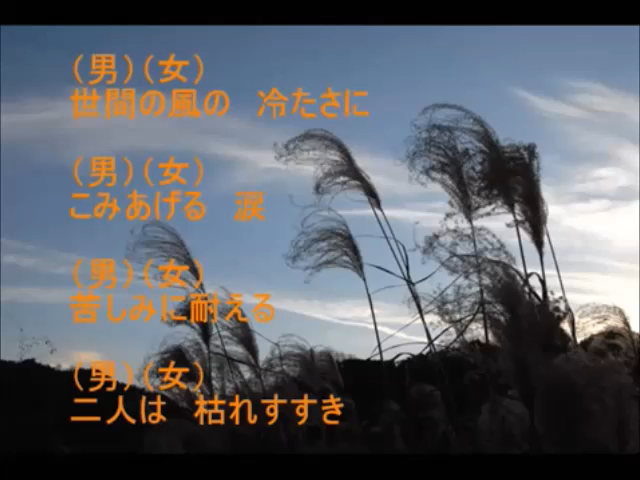 （男）（女）
世間の風の　冷たさに
（男）（女）
こみあげる　涙
（男）（女）
苦しみに耐える
（男）（女）
二人は　枯れすすき